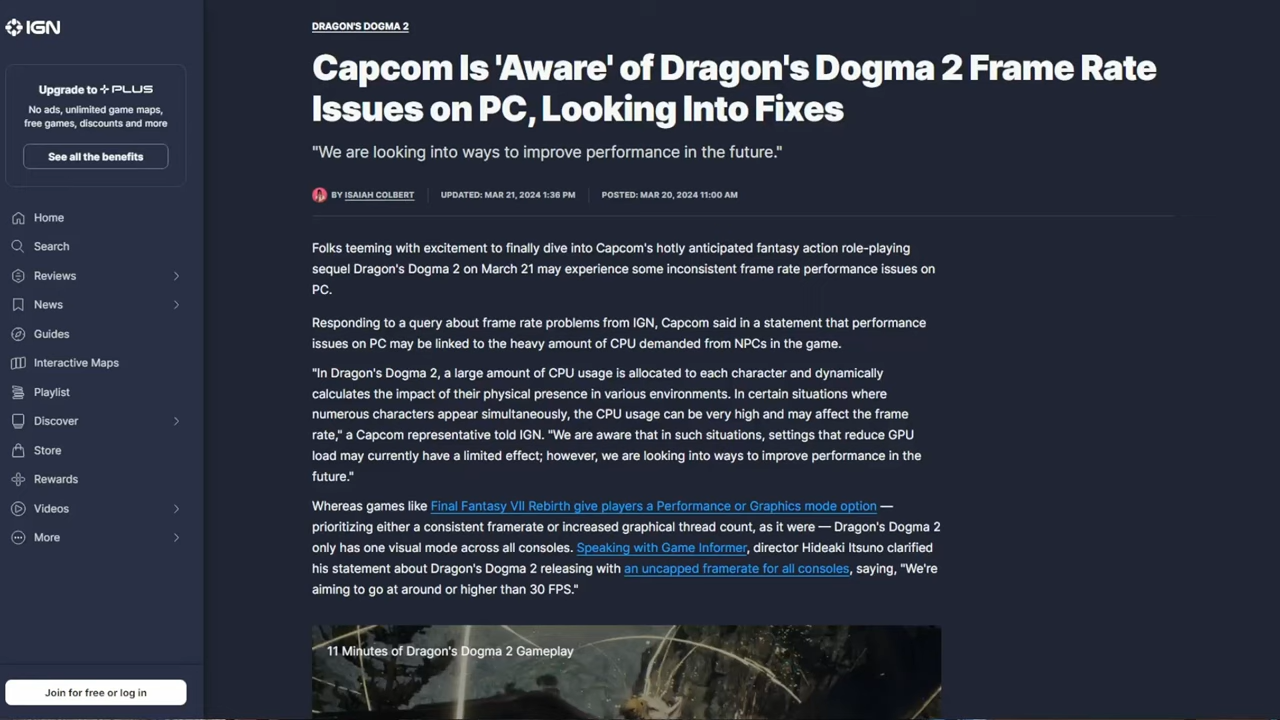 IGN
Upgrade to PLUS
No ads, unlimited game maps,
free games, discounts and more
See all the benefits
Home
Search
Reviews
News
Guides
Interactive Maps
Playlist
Discover
Store
Rewards
Videos
More
Join for free or log in
DRAGON'S DOGMA 2
Capcom Is 'Aware' of Dragon's Dogma 2 Frame Rate
Issues on PC, Looking Into Fixes
"We are looking into ways to improve performance in the future."
BY ISAIAH COLBERT UPDATED: MAR 21, 2024 1:36 PM POSTED: MAR 20, 2024 11:00 AM
Folks teeming with excitement to finally dive into Capcom's hotly anticipated fantasy action role-playing
sequel Dragon's Dogma 2 on March 21 may experience some inconsistent frame rate performance issues on
PC.
Responding to a query about frame rate problems from IGN, Capcom said in a statement that performance
issues on PC may be linked to the heavy amount of CPU demanded from NPCs in the game.
"In Dragon's Dogma 2, a large amount of CPU usage is allocated to each character and dynamically
calculates the impact of their physical presence in various environments. In certain situations where
numerous characters appear simultaneously, the CPU usage can be very high and may affect the frame
rate," a Capcom representative told IGN. "We are aware that in such situations, settings that reduce GPU
load may currently have a limited effect; however, we are looking into ways to improve performance in the
future."
Whereas games like Final Fantasy VII Rebirth give players a Performance or Graphics mode option —
prioritizing either a consistent framerate or increased graphical thread count, as it were — Dragon's Dogma 2
only has one visual mode across all consoles. Speaking with Game Informer, director Hideaki Itsuno clarified
his statement about Dragon's Dogma 2 releasing with an uncapped framerate for all consoles, saying, "We're
aiming to go at around or higher than 30 FPS."
11 Minutes of Dragon's Dogma 2 Gameplay